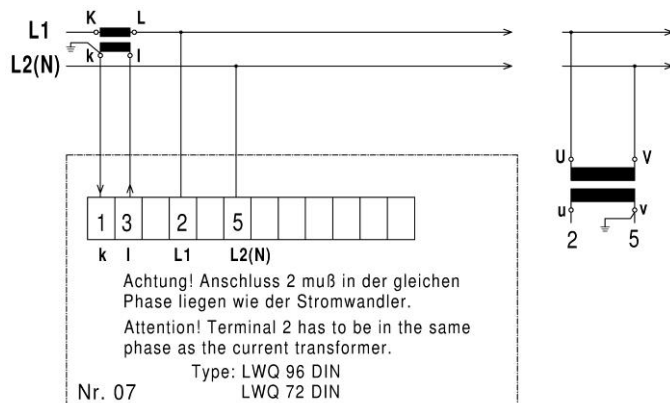 K L
L1
k l
L2(N)
U V
u v
2 5
1 3 2 5
k l L1 L2(N)
Achtung! Anschluss 2 muß in der gleichen
Phase liegen wie der Stromwandler.
Attention! Terminal 2 has to be in the same
phase as the current transformer.
Type: LWQ 96 DIN
Nr. 07 LWQ 72 DIN